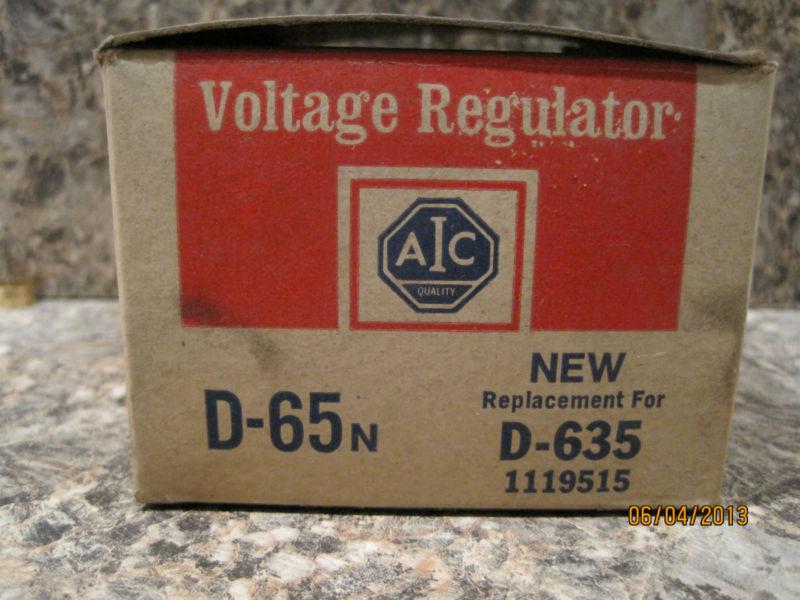 Voltage Regulator
AIC
QUALITY
D-65N
NEW
Replacement For
D-635
1119515
06/04/2013